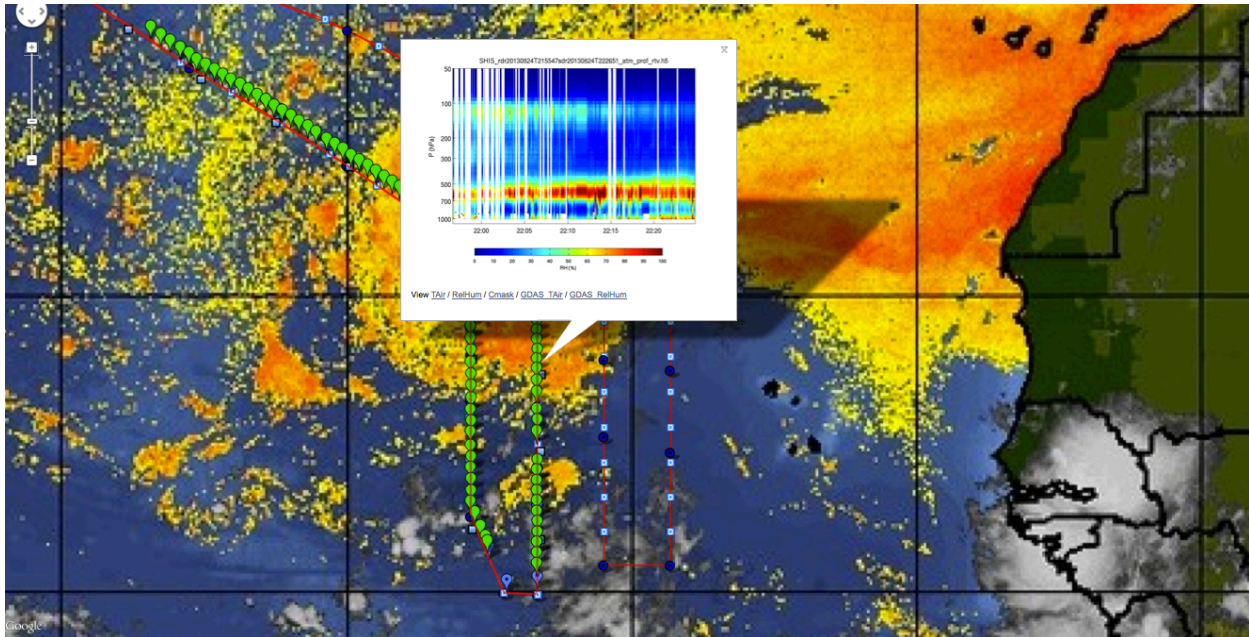 SHIS_rdr20130824T215547sdr20130824T222651_atm_prof_rtv.h5
50
100
200
300
500
700
1000
P (hPa)
22:00
22:05
22:10
22:15
22:20
0 10 20 30 40 50 60 70 80 90 100
RH (%)
View TAir / RelHum / Cmask / GDAS_TAir / GDAS_RelHum
Google